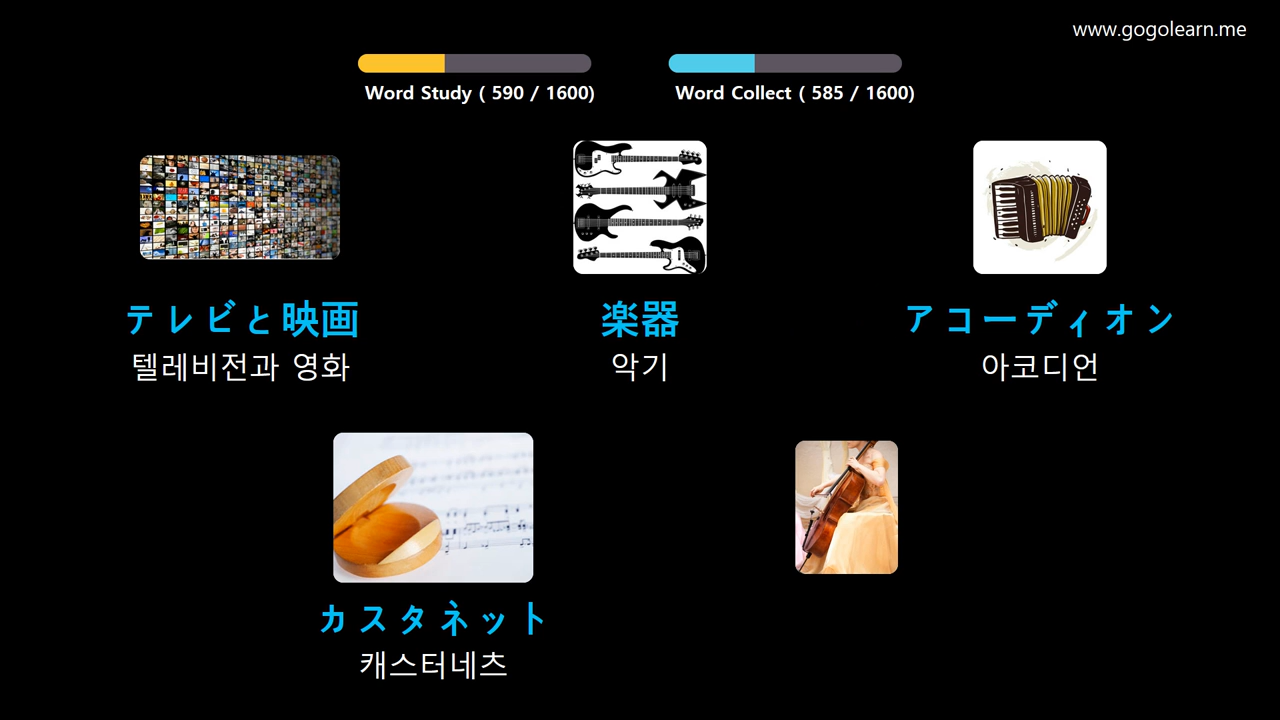 www.gogolearn.me
Word Study ( 590 / 1600)
Word Collect ( 585 / 1600)
テレビと映画
텔레비전과 영화
楽器
악기
アコーディオン
아코디언
カスタネット
캐스터네츠